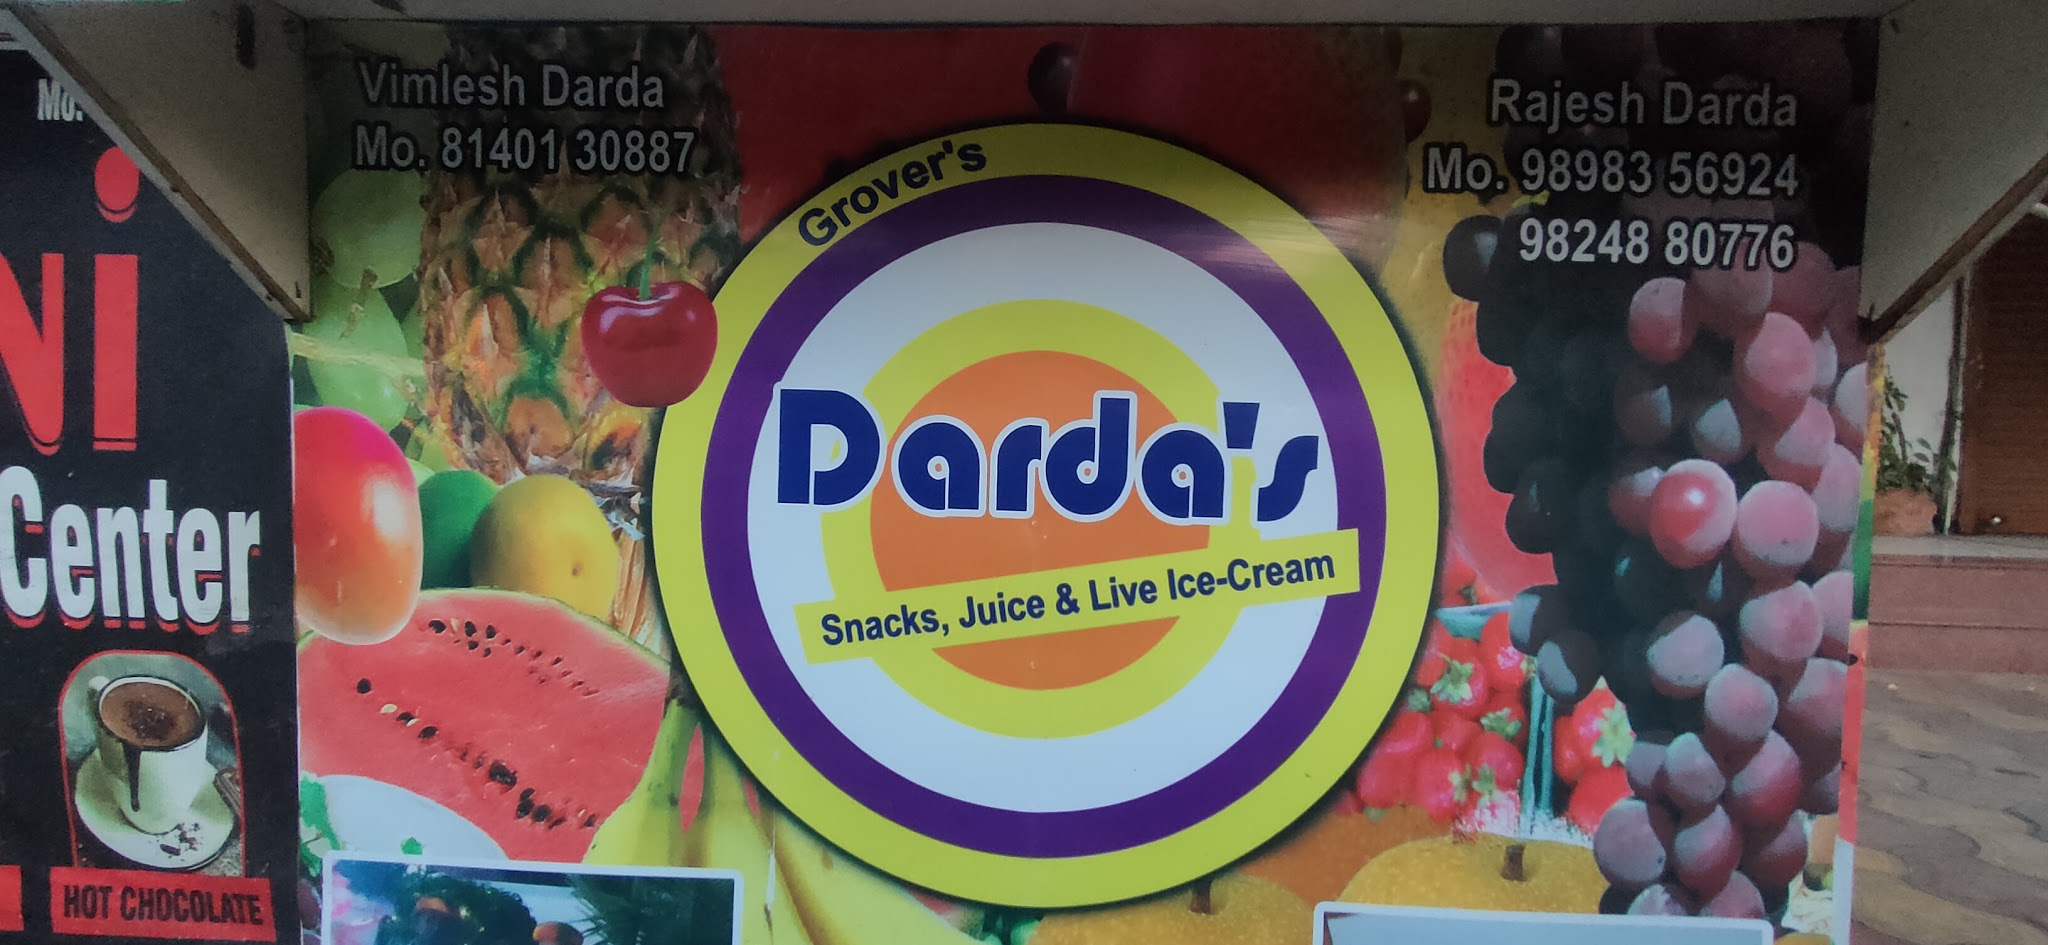 Vimlesh Darda
Mo. 81401 30887
Rajesh Darda
Mo. 98983 56924
98248 80776
Grover's
Darda's
Snacks, Juice & Live Ice-Cream
Mo.
Center
HOT CHOCOLATE